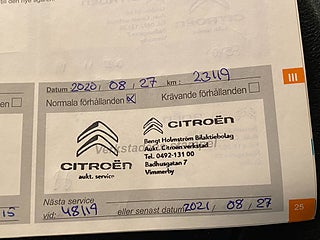 Datum 2020, 08, 27 km: 23119
Normala förhållanden ☒ Krävande förhållanden ☐
CITROËN
aukt. service
CITROËN
Bengt Holmström Bilaktiebolag
Aukt. Citroën verkstad
Tel. 0492-131 00
Badhusgatan 7
Vimmerby
Nästa service
vid: 48119 eller senast datum 2021, 08, 27
III
25